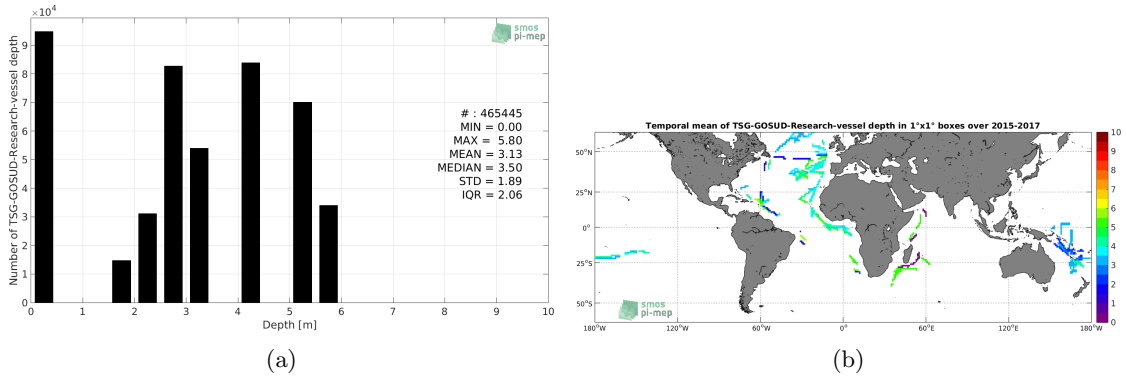 ×10⁴
10
9
8
7
6
5
4
3
2
1
0
Number of TSG-GOSUD-Research-vessel depth
smos
pi-mep
# : 465445
MIN = 0.00
MAX = 5.80
MEAN = 3.13
MEDIAN = 3.50
STD = 1.89
IQR = 2.06
0 1 2 3 4 5 6 7 8 9 10
Depth [m]
(a)
Temporal mean of TSG-GOSUD-Research-vessel depth in 1°x1° boxes over 2015-2017
50°N
25°N
0°
25°S
50°S
smos
pi-mep
180°W 120°W 60°W 0° 60°E 120°E 180°W
10
9
8
7
6
5
4
3
2
1
0
(b)